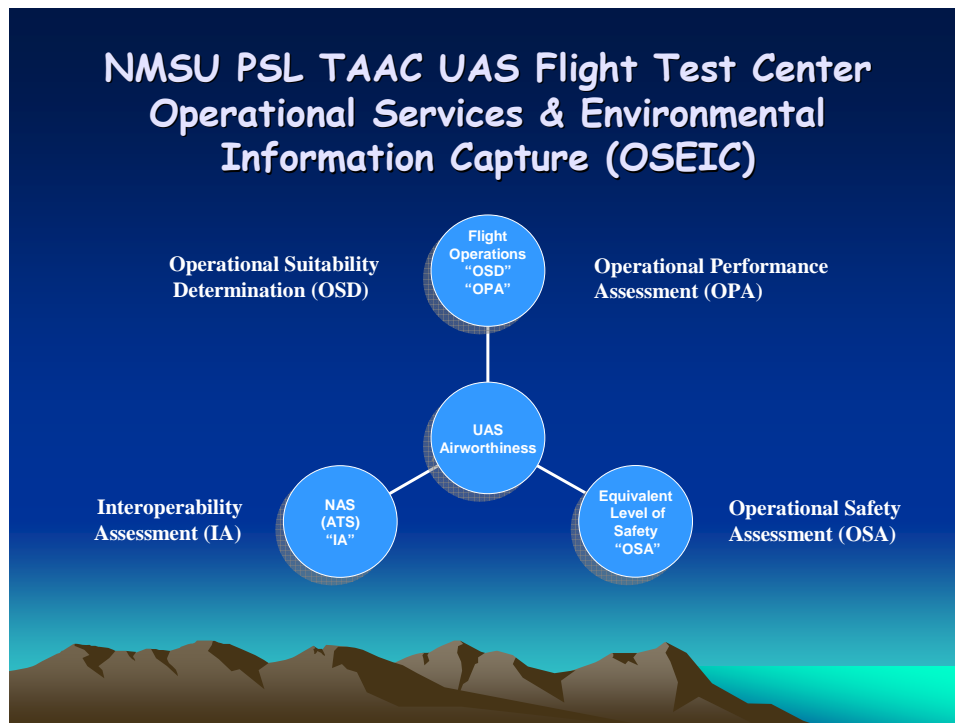 NMSU PSL TAAC UAS Flight Test Center
Operational Services & Environmental
Information Capture (OSEIC)
Flight
Operations
“OSD”
“OPA”
Operational Suitability
Determination (OSD)
Operational Performance
Assessment (OPA)
UAS
Airworthiness
Interoperability
Assessment (IA)
NAS
(ATS)
“IA”
Equivalent
Level of
Safety
“OSA”
Operational Safety
Assessment (OSA)